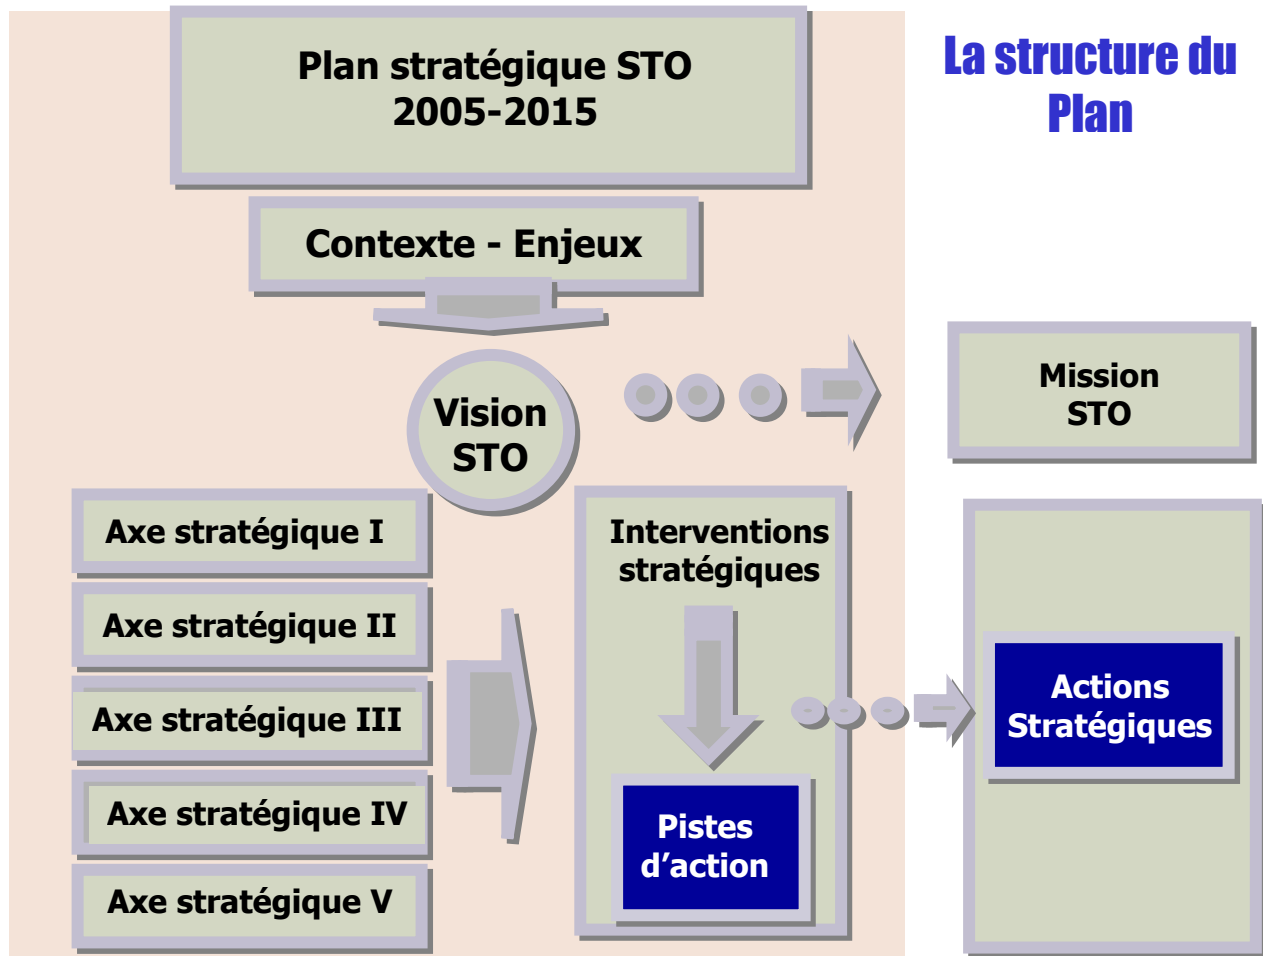 Plan stratégique STO
2005-2015
La structure du
Plan
Contexte - Enjeux
Vision
STO
Mission
STO
Axe stratégique I
Axe stratégique II
Axe stratégique III
Axe stratégique IV
Axe stratégique V
Interventions
stratégiques
Pistes
d’action
Actions
Stratégiques